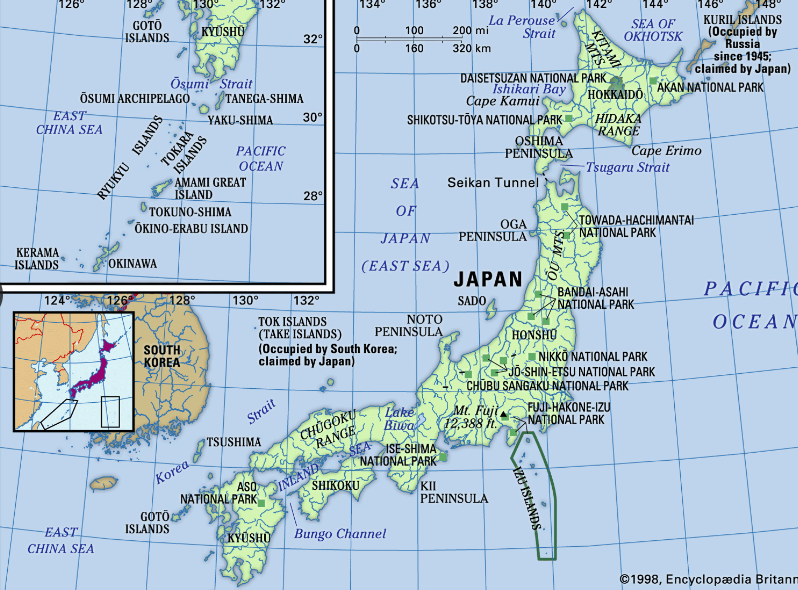 126°
128°
130°
132°
GOTŌ
ISLANDS
KYŪSHŪ
32°
Ōsumi Strait
ŌSUMI ARCHIPELAGO
TANEGA-SHIMA
YAKU-SHIMA
30°
EAST
CHINA SEA
TOKARA
ISLANDS
RYUKYU ISLANDS
PACIFIC
OCEAN
AMAMI GREAT
ISLAND
28°
TOKUNO-SHIMA
ŌKINO-ERABU ISLAND
KERAMA
ISLANDS
OKINAWA
134°
136°
138°
140°
142°
144°
146°
148°
0 100 200 mi
0 160 320 km
La Perouse
Strait
SEA OF
OKHOTSK
KURIL ISLANDS
(Occupied by
Russia
since 1945;
claimed by Japan)
KITAMI
MTS.
DAISETSUZAN NATIONAL PARK
Ishikari Bay
HOKKAIDŌ
AKAN NATIONAL PARK
Cape Kamui
SHIKOTSU-TŌYA NATIONAL PARK
HIDAKA
RANGE
OSHIMA
PENINSULA
Cape Erimo
Tsugaru Strait
Seikan Tunnel
SEA
OF
JAPAN
(EAST SEA)
TOWADA-HACHIMANTAI
NATIONAL PARK
OGA
PENINSULA
ŌU MTS.
JAPAN
SADO
BANDAI-ASAHI
NATIONAL PARK
PACIFIC
OCEAN
NOTO
PENINSULA
HONSHŪ
NIKKŌ NATIONAL PARK
JŌ-SHIN-ETSU NATIONAL PARK
CHŪBU SANGAKU NATIONAL PARK
Mt. Fuji
12,388 ft.
FUJI-HAKONE-IZU
NATIONAL PARK
124°
126°
128°
130°
132°
SOUTH
KOREA
TOK ISLANDS
(TAKE ISLANDS)
(Occupied by South Korea;
claimed by Japan)
Korea Strait
TSUSHIMA
CHŪGOKU
RANGE
Lake
Biwa
INLAND SEA
ISE-SHIMA
NATIONAL PARK
ASO
NATIONAL PARK
SHIKOKU
KII
PENINSULA
IZU ISLANDS
GOTŌ
ISLANDS
KYŪSHŪ
Bungo Channel
EAST
CHINA SEA
©1998, Encyclopædia Britann